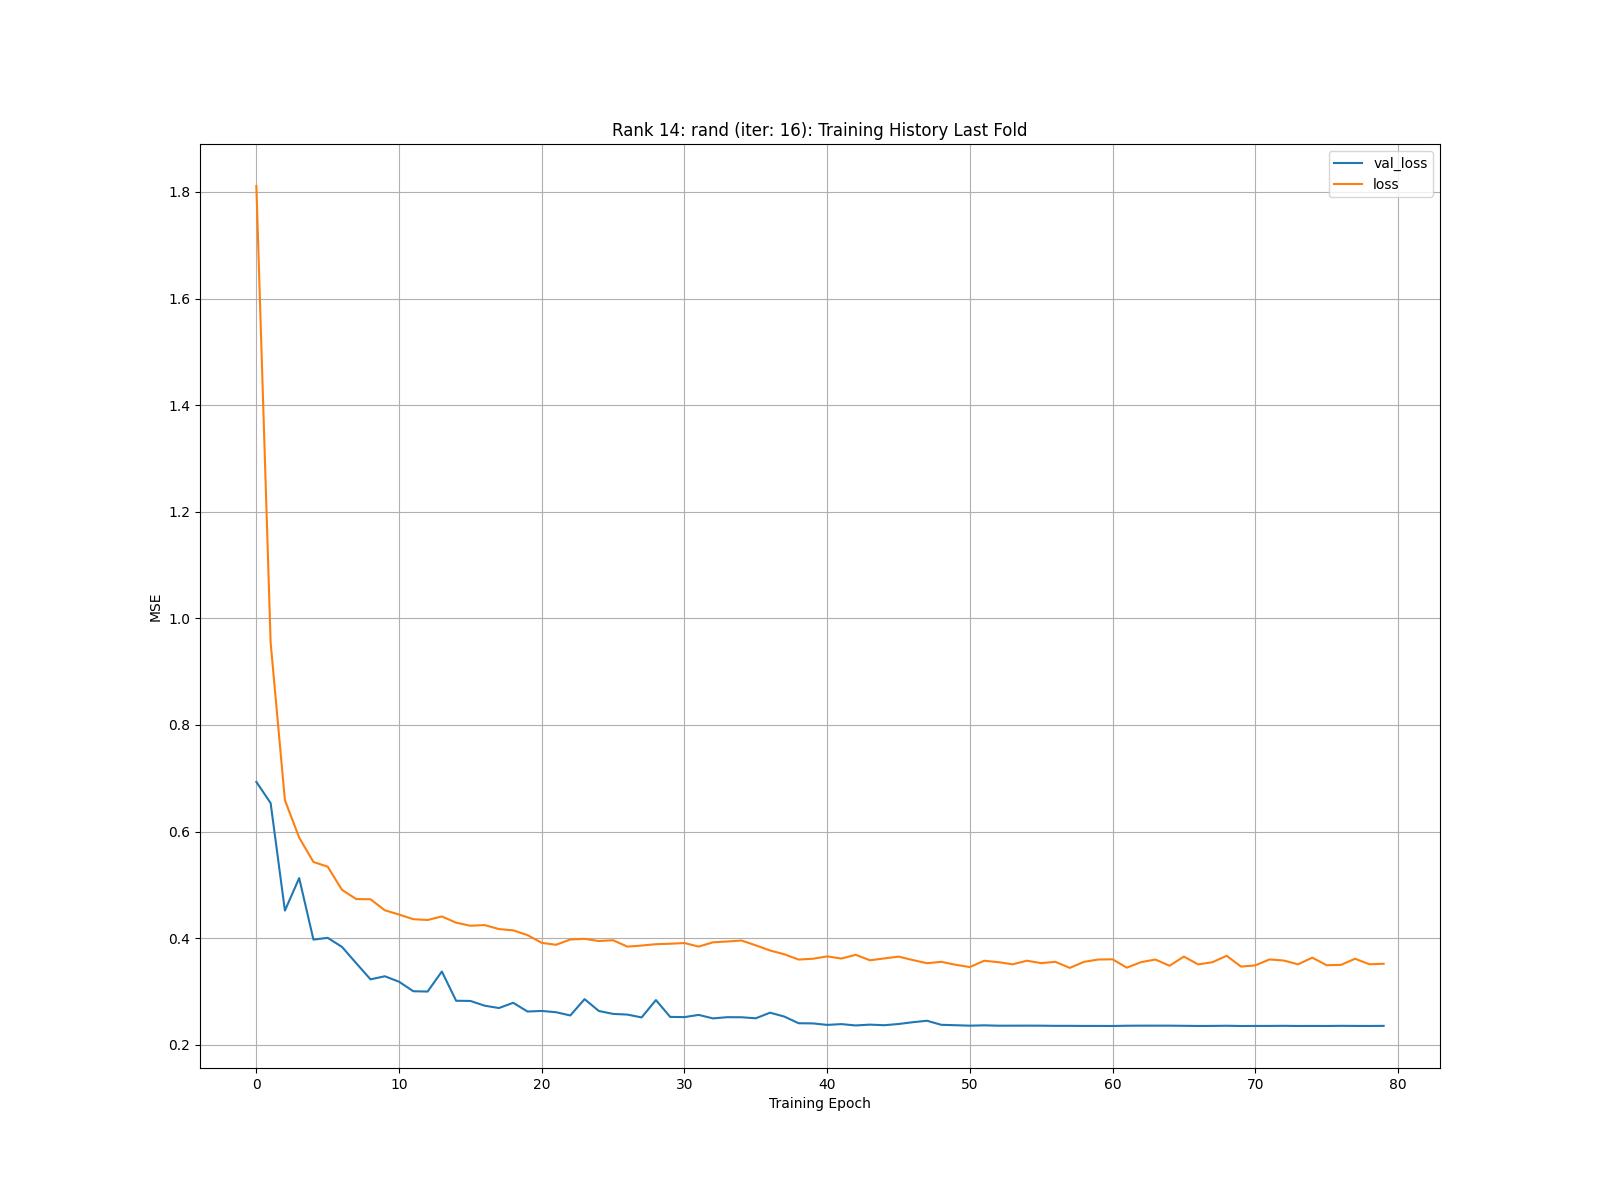 Rank 14: rand (iter: 16): Training History Last Fold
val_loss
loss
1.8
1.6
1.4
1.2
1.0
0.8
0.6
0.4
0.2
MSE
0 10 20 30 40 50 60 70 80
Training Epoch